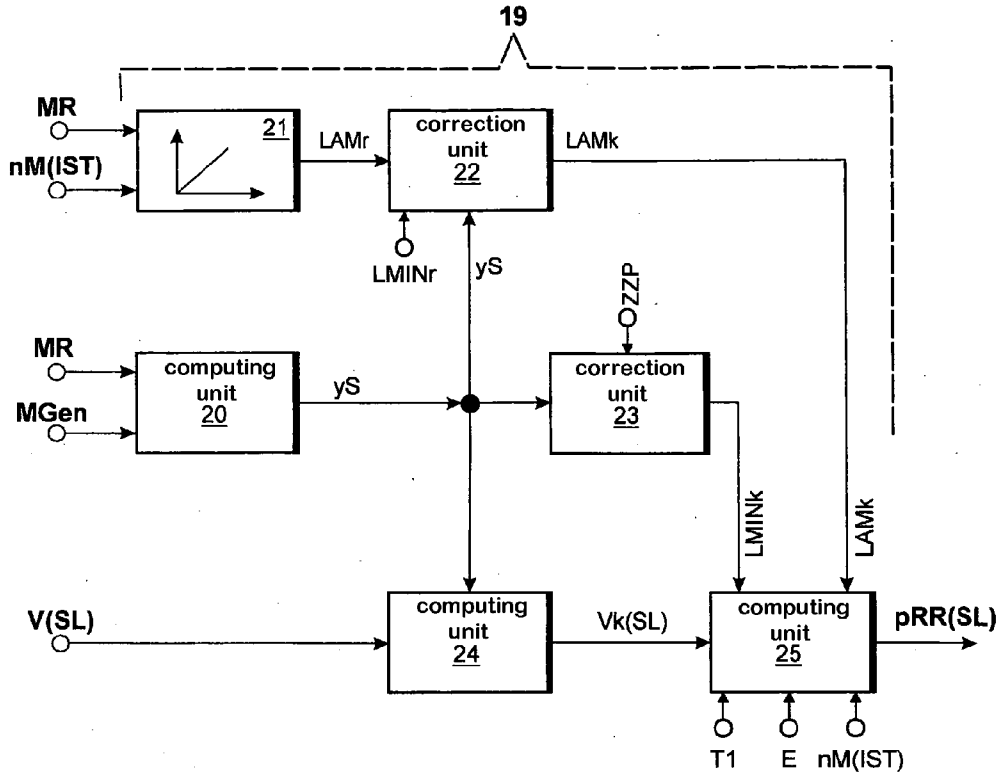 19
MR
nM(IST)
21
LAMr
correction
unit
22
LAMk
LMINr
yS
ZZP
MR
MGen
computing
unit
20
yS
correction
unit
23
LMINk
LAMk
V(SL)
computing
unit
24
Vk(SL)
computing
unit
25
pRR(SL)
T1
E
nM(IST)